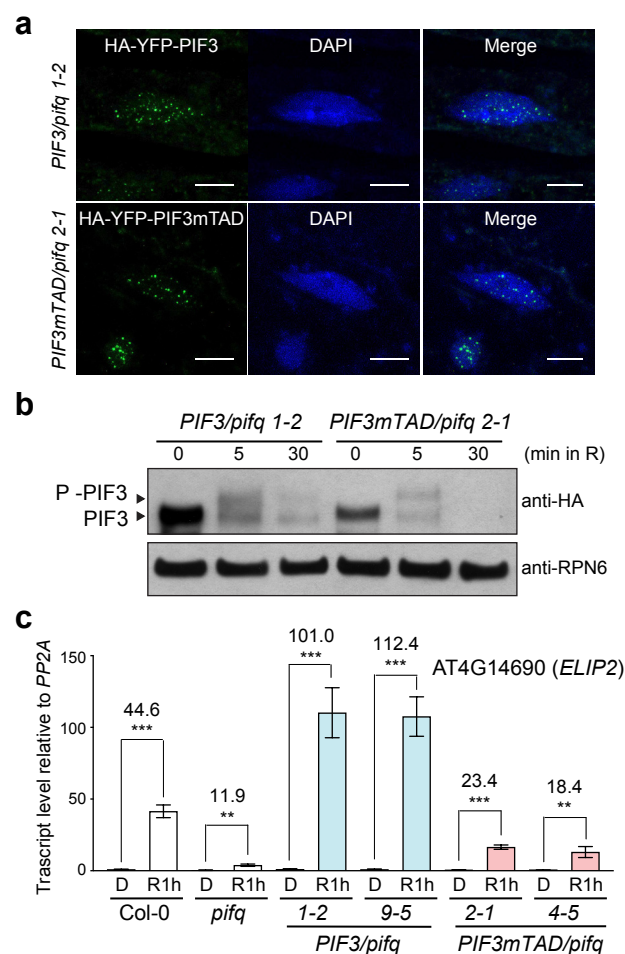 a
HA-YFP-PIF3 DAPI Merge
PIF3/pifq 1-2
HA-YFP-PIF3mTAD DAPI Merge
PIF3mTAD/pifq 2-1
b
PIF3/pifq 1-2 PIF3mTAD/pifq 2-1
0 5 30 0 5 30 (min in R)
P -PIF3
PIF3
anti-HA
anti-RPN6
c
AT4G14690 (ELIP2)
Trascript level relative to PP2A
150
100
50
0
44.6 *** 11.9 ** 101.0 *** 112.4 *** 23.4 *** 18.4 **
D R1h D R1h D R1h D R1h D R1h D R1h
Col-0 pifq 1-2 9-5 2-1 4-5
PIF3/pifq PIF3mTAD/pifq